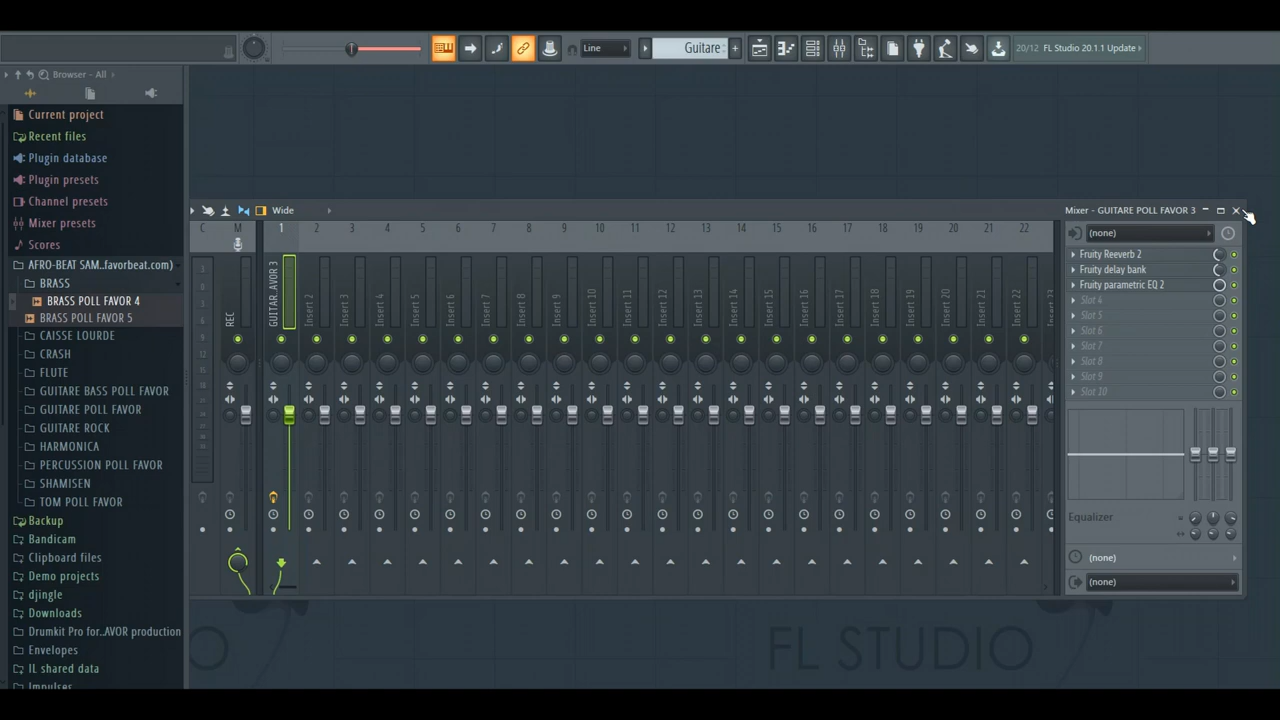 Line
Guitare
20/12 FL Studio 20.1.1 Update
Browser - All
Current project
Recent files
Plugin database
Plugin presets
Channel presets
Mixer presets
Scores
AFRO-BEAT SAM..favorbeat.com)
BRASS
BRASS POLL FAVOR 4
BRASS POLL FAVOR 5
CAISSE LOURDE
CRASH
FLUTE
GUITARE BASS POLL FAVOR
GUITARE POLL FAVOR
GUITARE ROCK
HARMONICA
PERCUSSION POLL FAVOR
SHAMISEN
TOM POLL FAVOR
Backup
Bandicam
Clipboard files
Demo projects
djingle
Downloads
Drumkit Pro for..AVOR production
Envelopes
IL shared data
Impulses
Wide
C M 1 2 3 4 5 6 7 8 9 10 11 12 13 14 15 16 17 18 19 20 21 22
REC
GUITAR..AVOR 3
Insert 2
Insert 3
Insert 4
Insert 5
Insert 6
Insert 7
Insert 8
Insert 9
Insert 10
Insert 11
Insert 12
Insert 13
Insert 14
Insert 15
Insert 16
Insert 17
Insert 18
Insert 19
Insert 20
Insert 21
Insert 22
Mixer - GUITARE POLL FAVOR 3
(none)
Fruity Reeverb 2
Fruity delay bank
Fruity parametric EQ 2
Slot 4
Slot 5
Slot 6
Slot 7
Slot 8
Slot 9
Slot 10
Equalizer
(none)
(none)
FL STUDIO